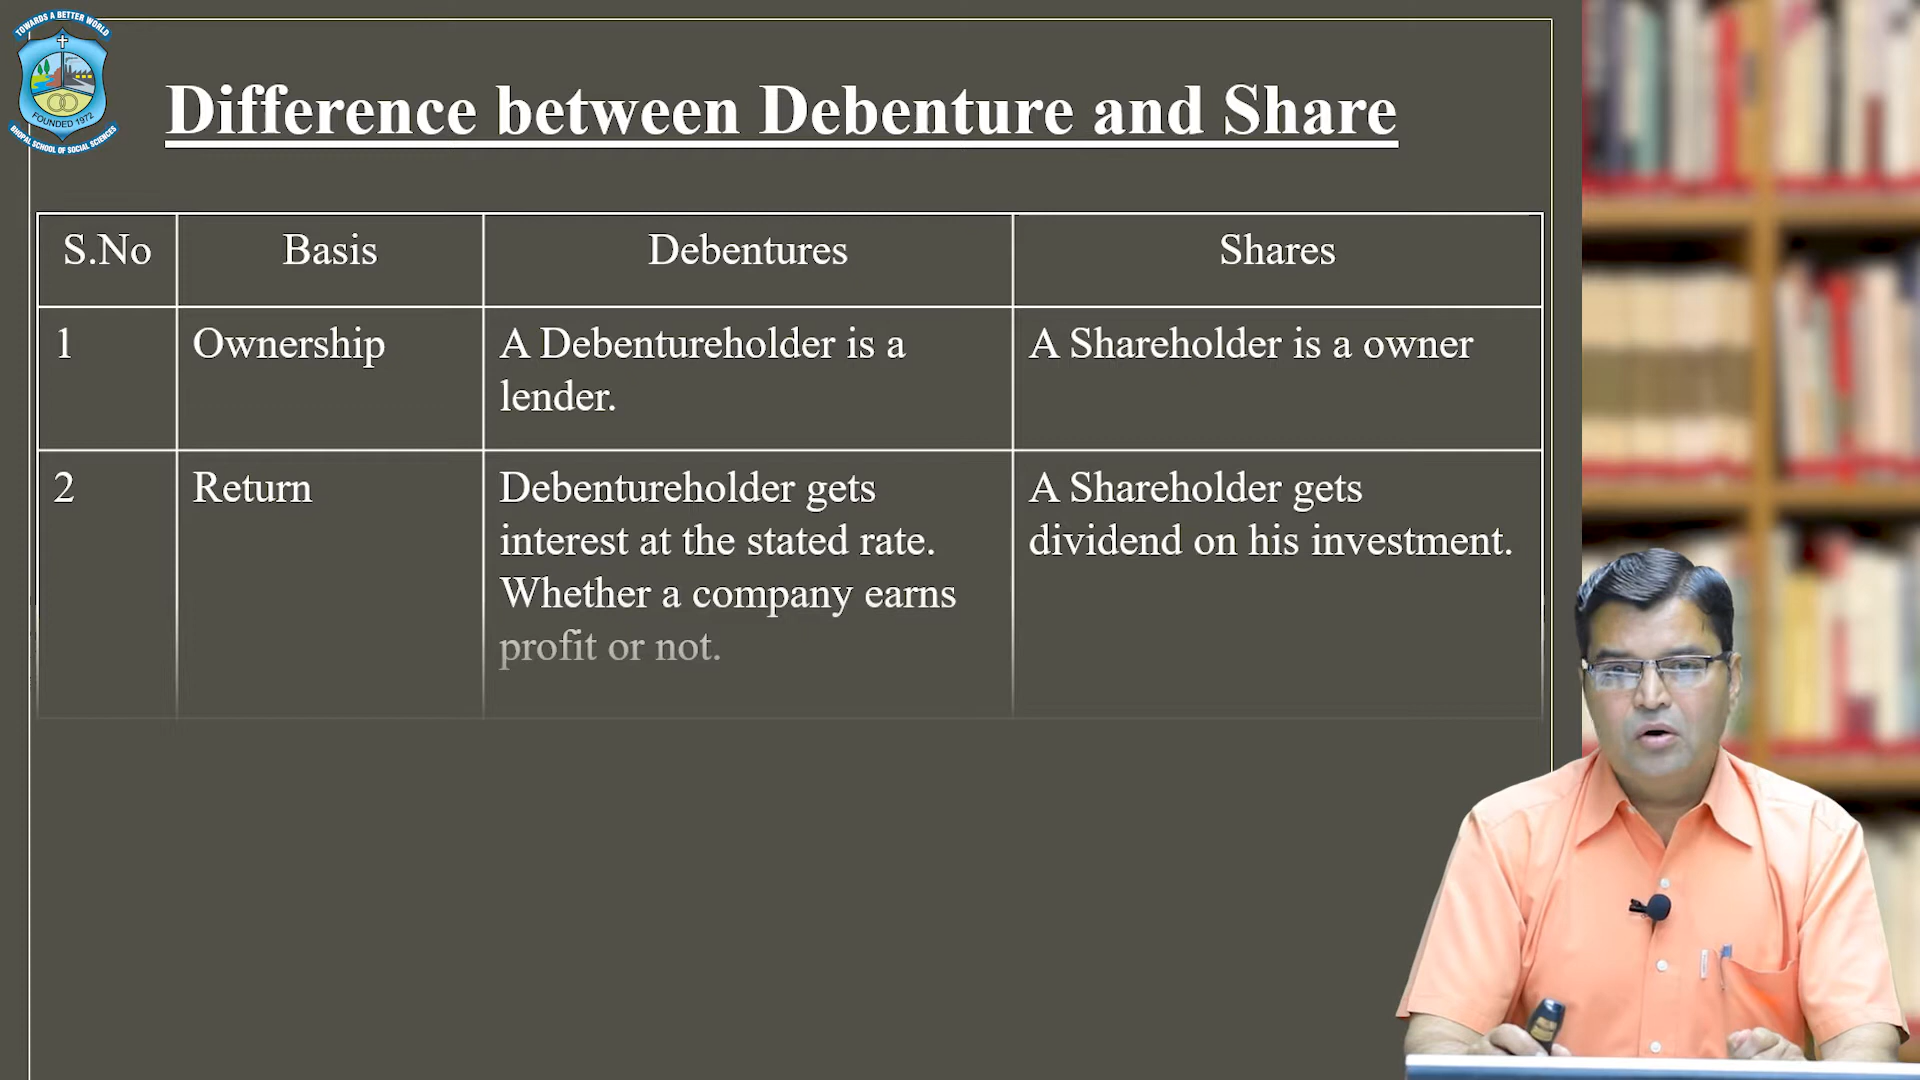 TOWARDS A BETTER WORLD
FOUNDED 1972
BHOPAL SCHOOL OF SOCIAL SCIENCES
Difference between Debenture and Share
S.No Basis Debentures Shares
1 Ownership A Debentureholder is a A Shareholder is a owner
lender.
2 Return Debentureholder gets A Shareholder gets
interest at the stated rate. dividend on his investment.
Whether a company earns
profit or not.